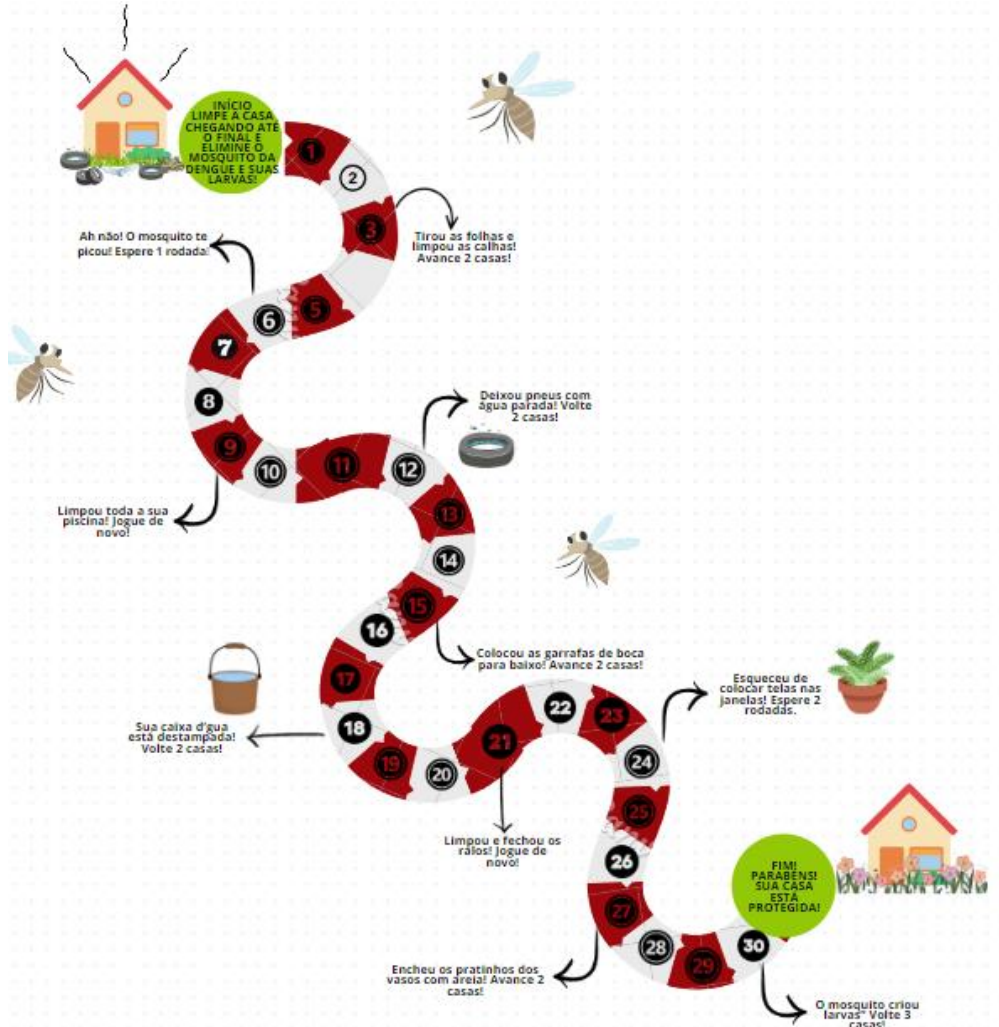 INÍCIO
LIMPE A CASA
CHEGANDO ATÉ
O FINAL E
ELIMINE O
MOSQUITO DA
DENGUE E SUAS
LARVAS!
1
2
3
Tirou as folhas e
limpou as calhas!
Avance 2 casas!
Ah não! O mosquito te
picou! Espere 1 rodada!
5
6
7
8
9
10
11
12
Deixou pneus com
água parada! Volte
2 casas!
Limpou toda a sua
piscina! Jogue de
novo!
13
14
15
16
Colocou as garrafas de boca
para baixo! Avance 2 casas!
17
18
Sua caixa d'gua
está destampada!
Volte 2 casas!
19
20
21
22
23
24
Esqueceu de
colocar telas nas
janelas! Espere 2
rodadas.
Limpou e fechou os
ralos! Jogue de
novo!
25
26
27
28
29
30
FIM!
PARABÉNS!
SUA CASA
ESTÁ
PROTEGIDA!
Encheu os pratinhos dos
vasos com areia! Avance 2
casas!
O mosquito criou
larvas" Volte 3
casas!